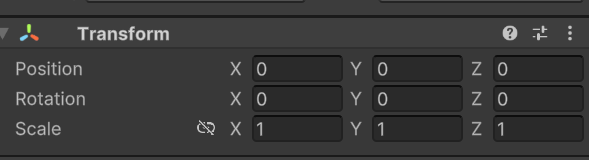 Transform
Position X 0 Y 0 Z 0
Rotation X 0 Y 0 Z 0
Scale X 1 Y 1 Z 1